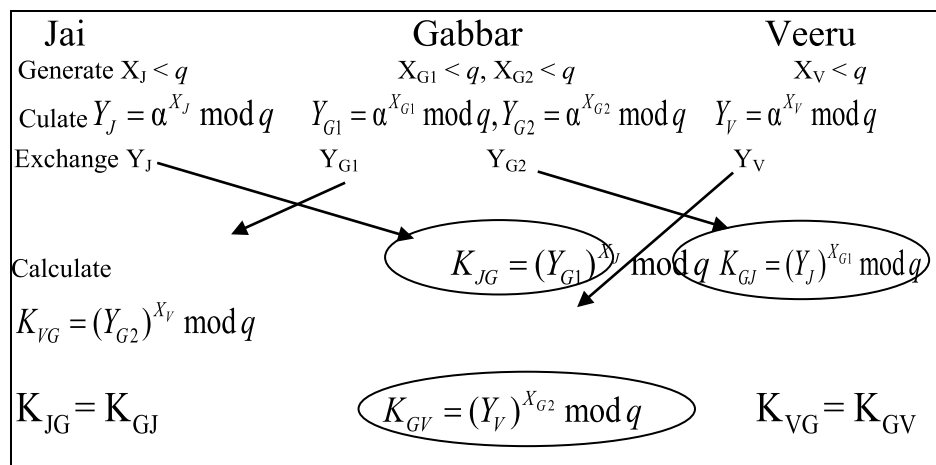 Jai Gabbar Veeru
Generate X_J < q X_G1 < q, X_G2 < q X_V < q
Culate Y_J = α^X_J mod q Y_G1 = α^X_G1 mod q, Y_G2 = α^X_G2 mod q Y_V = α^X_V mod q
Exchange Y_J Y_G1 Y_G2 Y_V
Calculate K_JG = (Y_G1)^X_J mod q K_GJ = (Y_J)^X_G1 mod q
K_VG = (Y_G2)^X_V mod q
K_JG = K_GJ K_GV = (Y_V)^X_G2 mod q K_VG = K_GV